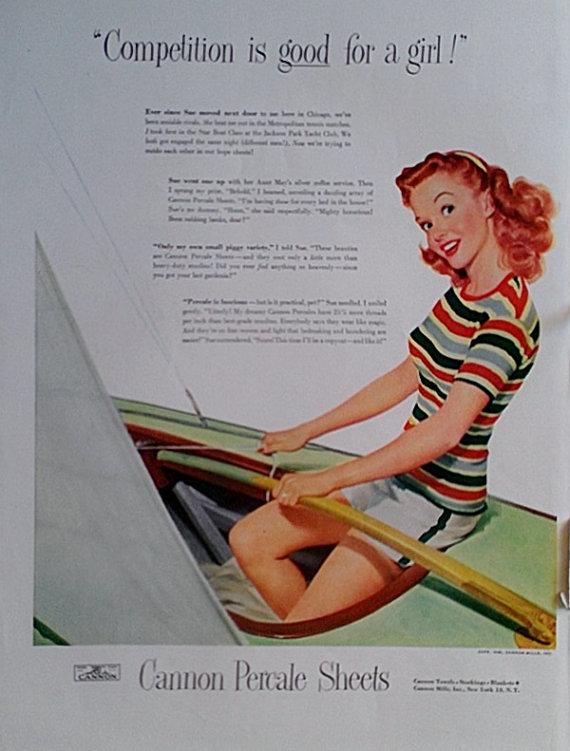 "Competition is good for a girl!"
Ever since Sue moved next door to me here in Chicago, we've
been amiable rivals. She beat me out in the Metropolitan tennis matches.
I took first in the Star Boat Class at the Jackson Park Yacht Club. We
both got engaged the same night (different men!). Now we're trying to
outdo each other in our hope chests!
Sue went one up with her Aunt May's silver coffee service. Then
I sprung my prize. "Behold," I beamed, unveiling a dazzling array of
Cannon Percale Sheets. "I'm having these for every bed in the house!"
Sue's no dummy. "Hmm," she said respectfully. "Mighty luxurious!
Been robbing banks, dear?"
"Only my own small piggy variety," I told Sue. "These beauties
are Cannon Percale Sheets—and they cost only a little more than
heavy-duty muslins! Did you ever feel anything so heavenly—since
you got your last gardenia?"
"Percale is luscious—but is it practical, pet?" Sue needled. I smiled
gently. "Utterly! My dreamy Cannon Percales have 25% more threads
per inch than best-grade muslins. Everybody says they wear like magic.
And they're so fine-woven and light that bedmaking and laundering are
easier!" Sue surrendered. "Swoon! This time I'll be a copycat—and like it!"
CANNON
Cannon Percale Sheets
Cannon Towels • Stockings • Blankets
Cannon Mills, Inc., New York 13, N. Y.